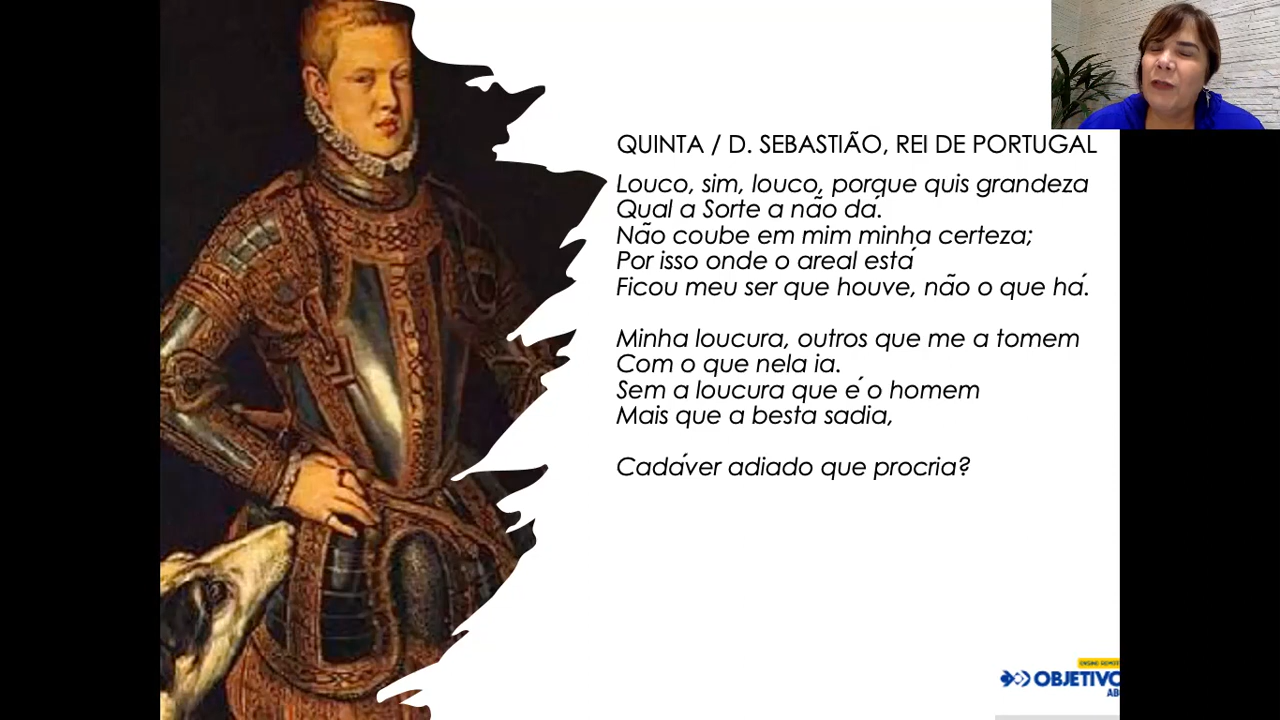 QUINTA / D. SEBASTIÃO, REI DE PORTUGAL
Louco, sim, louco, porque quis grandeza
Qual a Sorte a não dá.
Não coube em mim minha certeza;
Por isso onde o areal está
Ficou meu ser que houve, não o que há.
Minha loucura, outros que me a tomem
Com o que nela ia.
Sem a loucura que é o homem
Mais que a besta sadia,
Cadáver adiado que procria?
ENSINO
OBJETIVO